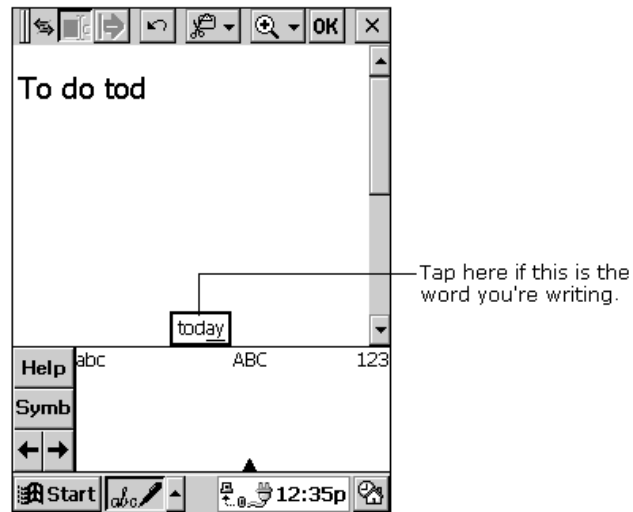 OK
To do tod
Tap here if this is the
word you're writing.
today
Help abc ABC 123
Symb
Start abc 12:35p